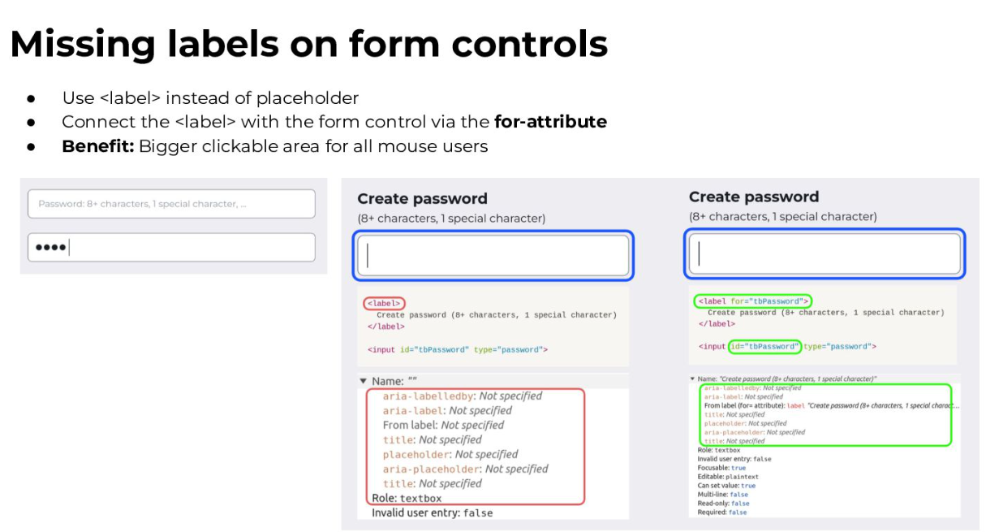 Missing labels on form controls
● Use <label> instead of placeholder
● Connect the <label> with the form control via the for-attribute
● Benefit: Bigger clickable area for all mouse users
Password: 8+ characters, 1 special character, ...
Create password
(8+ characters, 1 special character)
<label>
Create password (8+ characters, 1 special character)
</label>
<input id="tbPassword" type="password">
▼ Name: ""
aria-labelledby: Not specified
aria-label: Not specified
From label: Not specified
title: Not specified
placeholder: Not specified
aria-placeholder: Not specified
title: Not specified
Role: textbox
Invalid user entry: false
Create password
(8+ characters, 1 special character)
<label for="tbPassword">
Create password (8+ characters, 1 special character)
</label>
<input id="tbPassword" type="password">
▼ Name: "Create password (8+ characters, 1 special character)"
aria-labelledby: Not specified
aria-label: Not specified
From label (for= attribute): label "Create password (8+ characters, 1 special charact...
title: Not specified
placeholder: Not specified
aria-placeholder: Not specified
title: Not specified
Role: textbox
Invalid user entry: false
Focusable: true
Editable: plaintext
Can set value: true
Multi-line: false
Read-only: false
Required: false